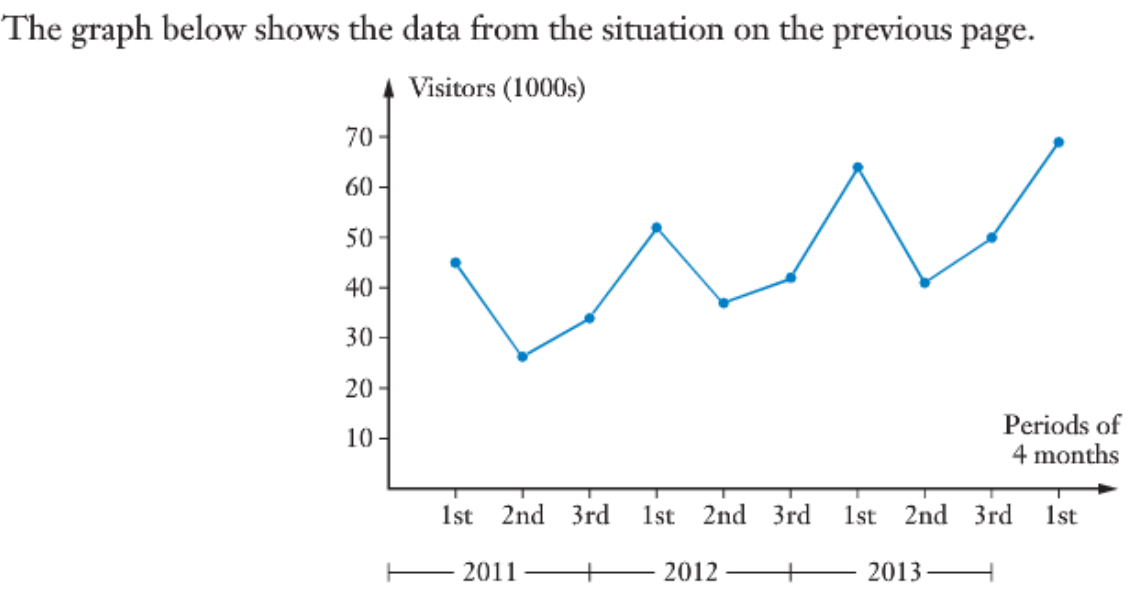 The graph below shows the data from the situation on the previous page.
Visitors (1000s)
70
60
50
40
30
20
10
Periods of
4 months
1st 2nd 3rd 1st 2nd 3rd 1st 2nd 3rd 1st
2011 2012 2013